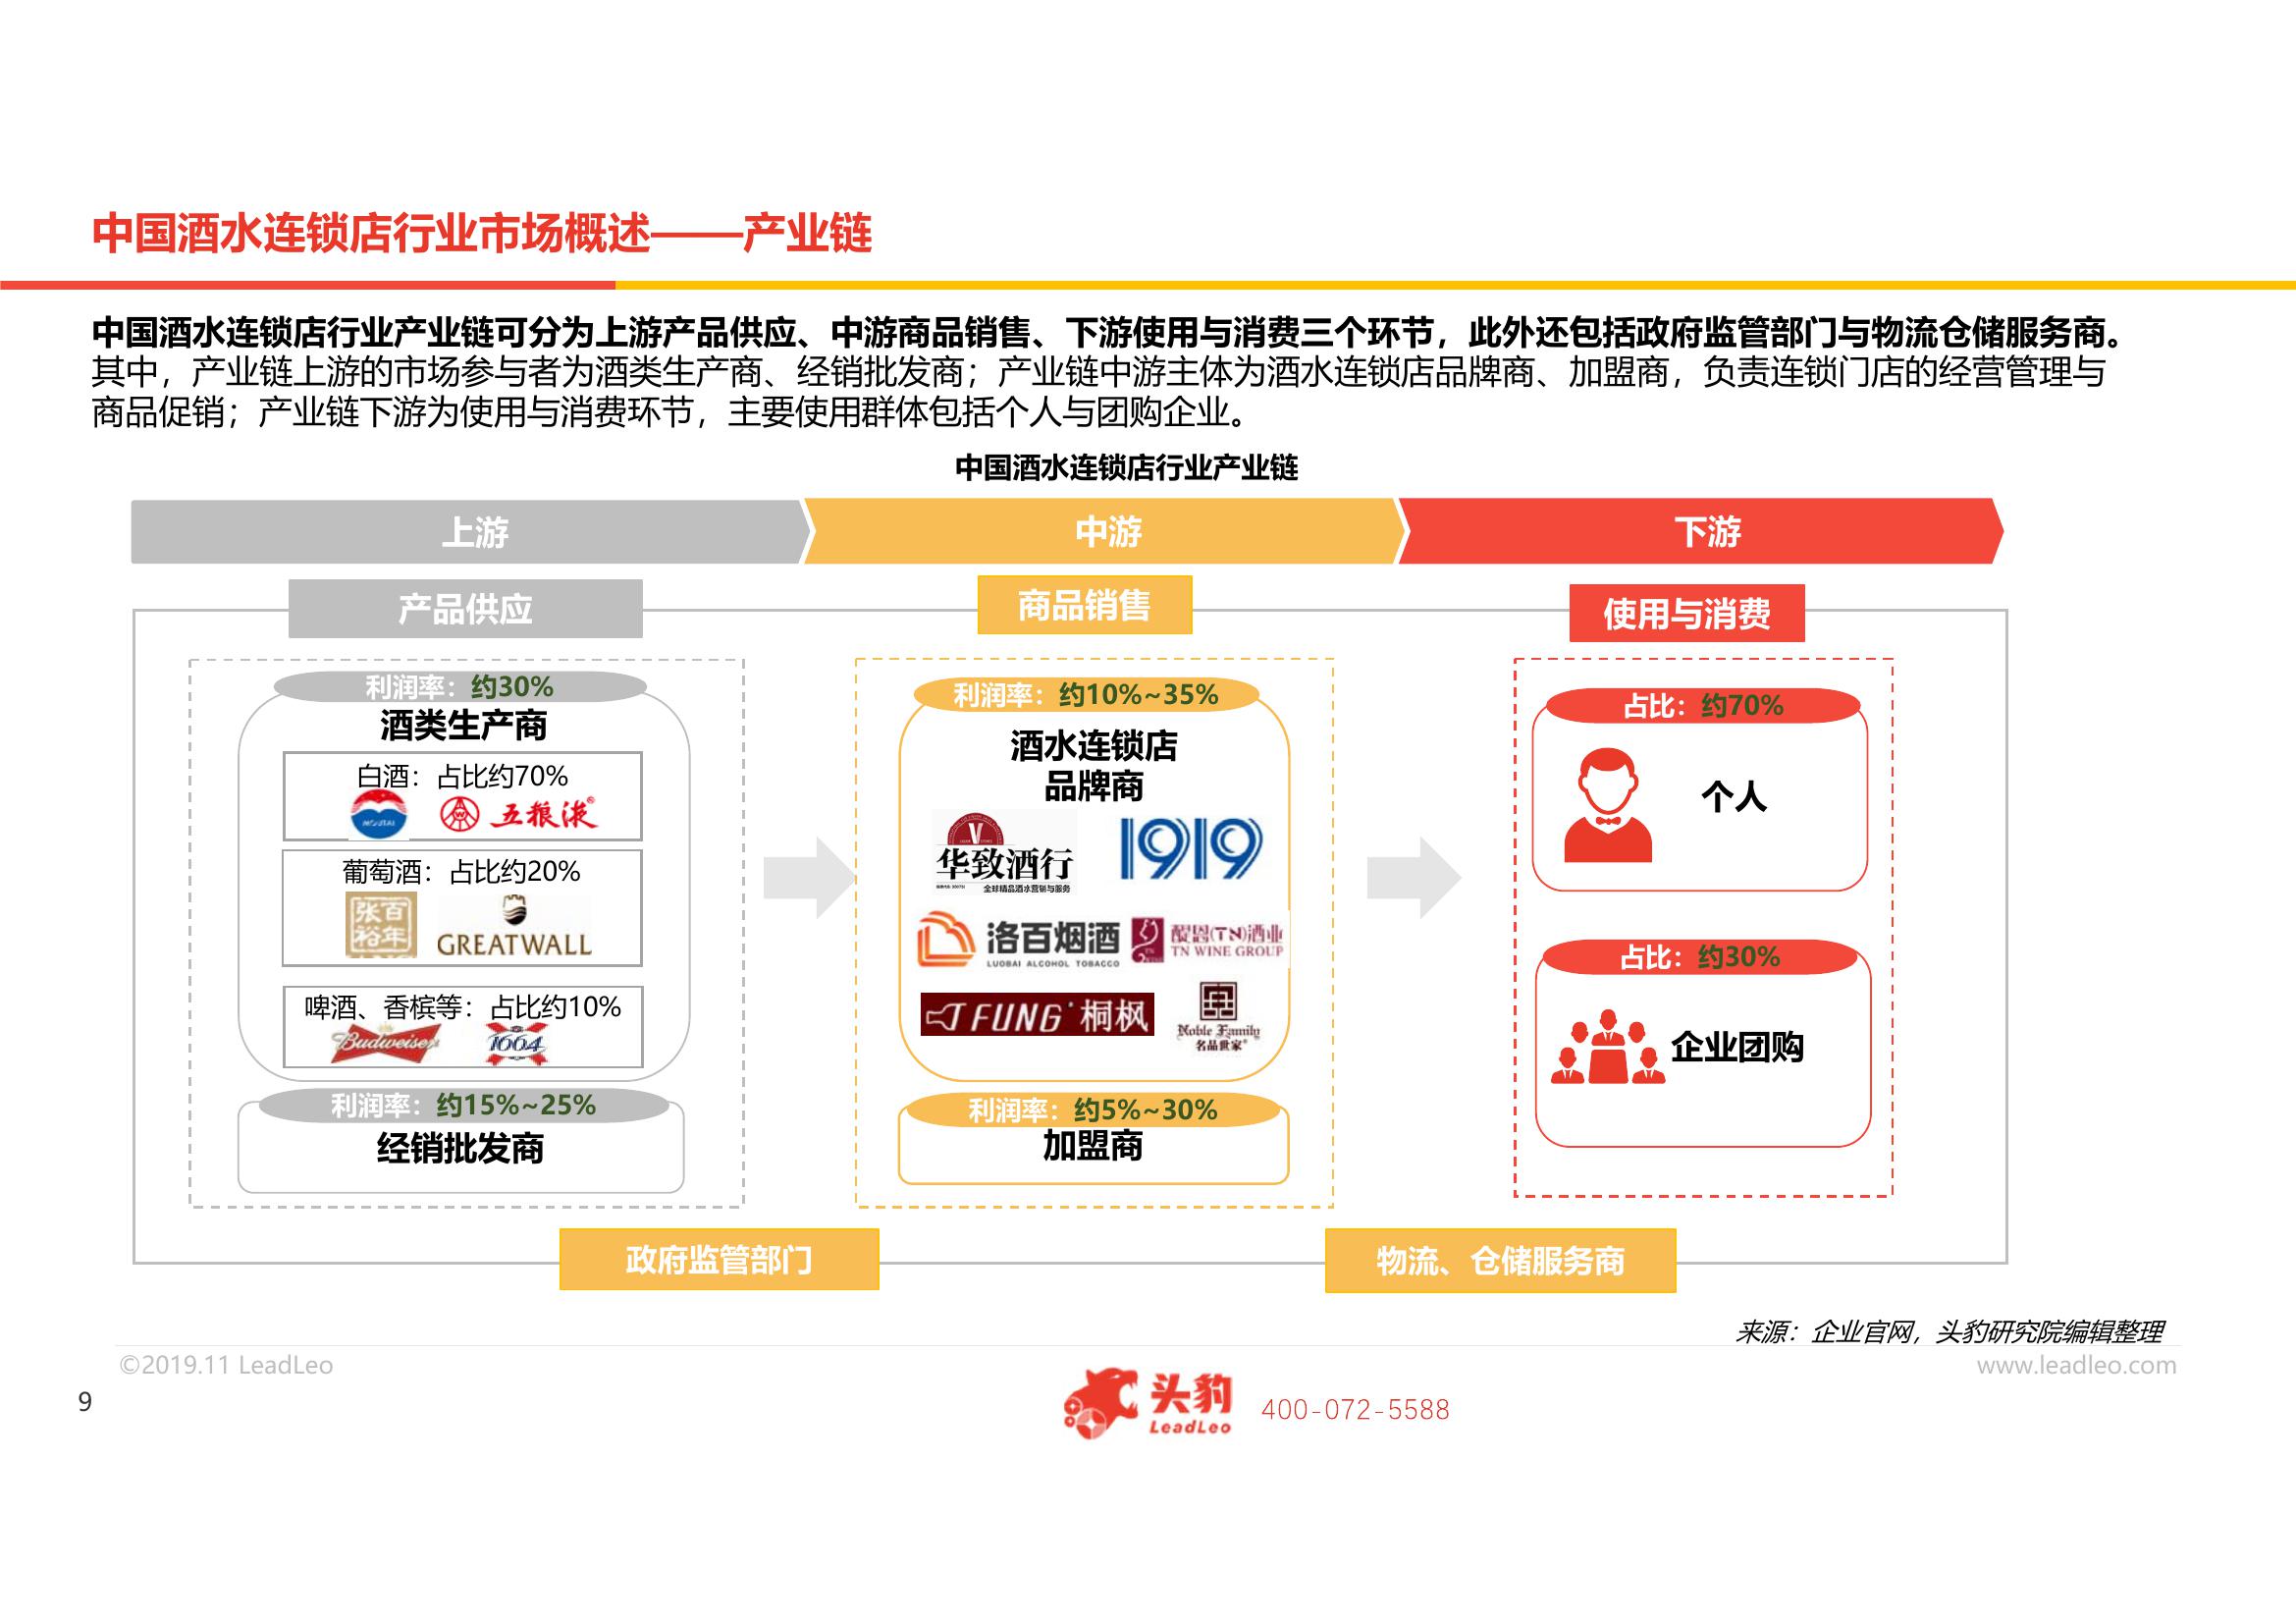 中国酒水连锁店行业市场概述——产业链
中国酒水连锁店行业产业链可分为上游产品供应、中游商品销售、下游使用与消费三个环节，此外还包括政府监管部门与物流仓储服务商。
其中，产业链上游的市场参与者为酒类生产商、经销批发商；产业链中游主体为酒水连锁店品牌商、加盟商，负责连锁门店的经营管理与
商品促销；产业链下游为使用与消费环节，主要使用群体包括个人与团购企业。
中国酒水连锁店行业产业链
上游
中游
下游
产品供应
商品销售
使用与消费
利润率：约30%
酒类生产商
白酒：占比约70%
MOUTAI
五粮液®
葡萄酒：占比约20%
张裕百年
GREATWALL
啤酒、香槟等：占比约10%
Budweiser
1664
利润率：约15%~25%
经销批发商
利润率：约10%~35%
酒水连锁店
品牌商
华致酒行
全球精品酒水营销与服务
1919
洛百烟酒
LUOBAI ALCOHOL TOBACCO
醍恩(TN)酒业
TN WINE GROUP
FUNG 桐枫
Noble Family
名品世家
利润率：约5%~30%
加盟商
占比：约70%
个人
占比：约30%
企业团购
政府监管部门
物流、仓储服务商
来源：企业官网，头豹研究院编辑整理
©2019.11 LeadLeo
www.leadleo.com
9
头豹
LeadLeo
400-072-5588